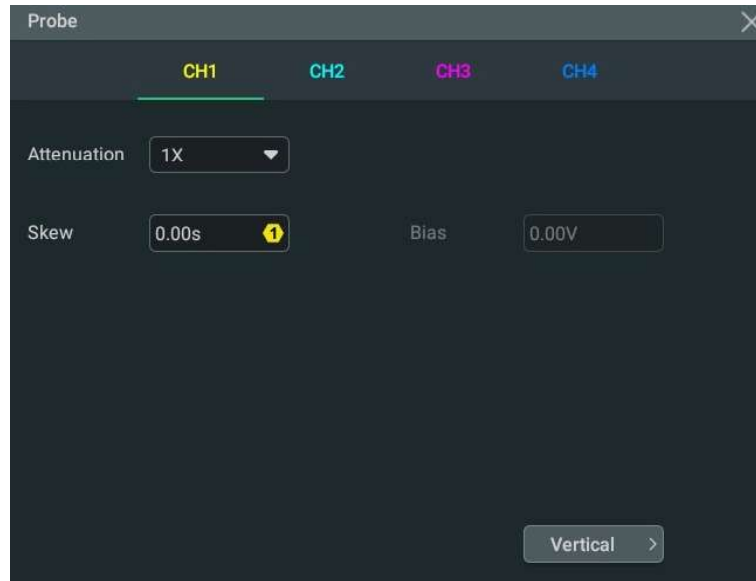 Probe
CH1 CH2 CH3 CH4
Attenuation 1X
Skew 0.00s 1 Bias 0.00V
Vertical >